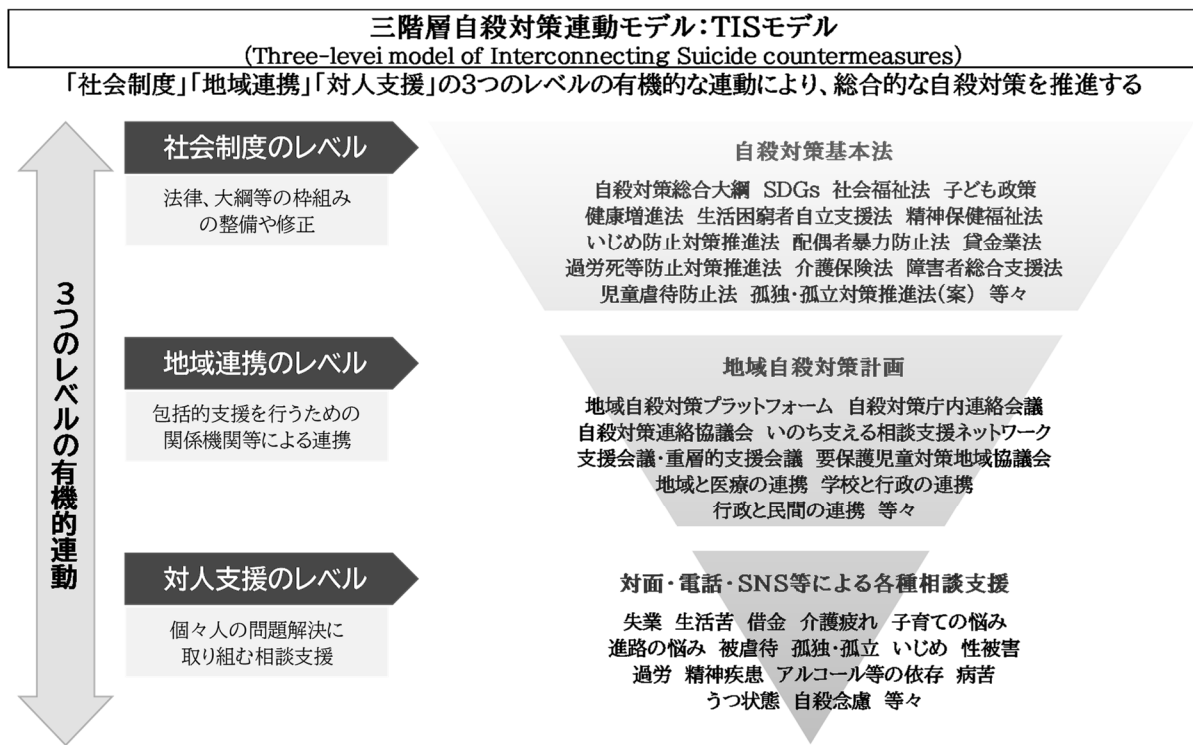 三階層自殺対策連動モデル：TISモデル
(Three-level model of Interconnecting Suicide countermeasures)
「社会制度」「地域連携」「対人支援」の3つのレベルの有機的な連動により、総合的な自殺対策を推進する
3つのレベルの有機的連動
社会制度のレベル
法律、大綱等の枠組み
の整備や修正
自殺対策基本法
自殺対策総合大綱 SDGs 社会福祉法 子ども政策
健康増進法 生活困窮者自立支援法 精神保健福祉法
いじめ防止対策推進法 配偶者暴力防止法 貸金業法
過労死等防止対策推進法 介護保険法 障害者総合支援法
児童虐待防止法 孤独・孤立対策推進法(案) 等々
地域連携のレベル
包括的支援を行うための
関係機関等による連携
地域自殺対策計画
地域自殺対策プラットフォーム 自殺対策庁内連絡会議
自殺対策連絡協議会 いのち支える相談支援ネットワーク
支援会議・重層的支援会議 要保護児童対策地域協議会
地域と医療の連携 学校と行政の連携
行政と民間の連携 等々
対人支援のレベル
個々人の問題解決に
取り組む相談支援
対面・電話・SNS等による各種相談支援
失業 生活苦 借金 介護疲れ 子育ての悩み
進路の悩み 被虐待 孤独・孤立 いじめ 性被害
過労 精神疾患 アルコール等の依存 病苦
うつ状態 自殺念慮 等々